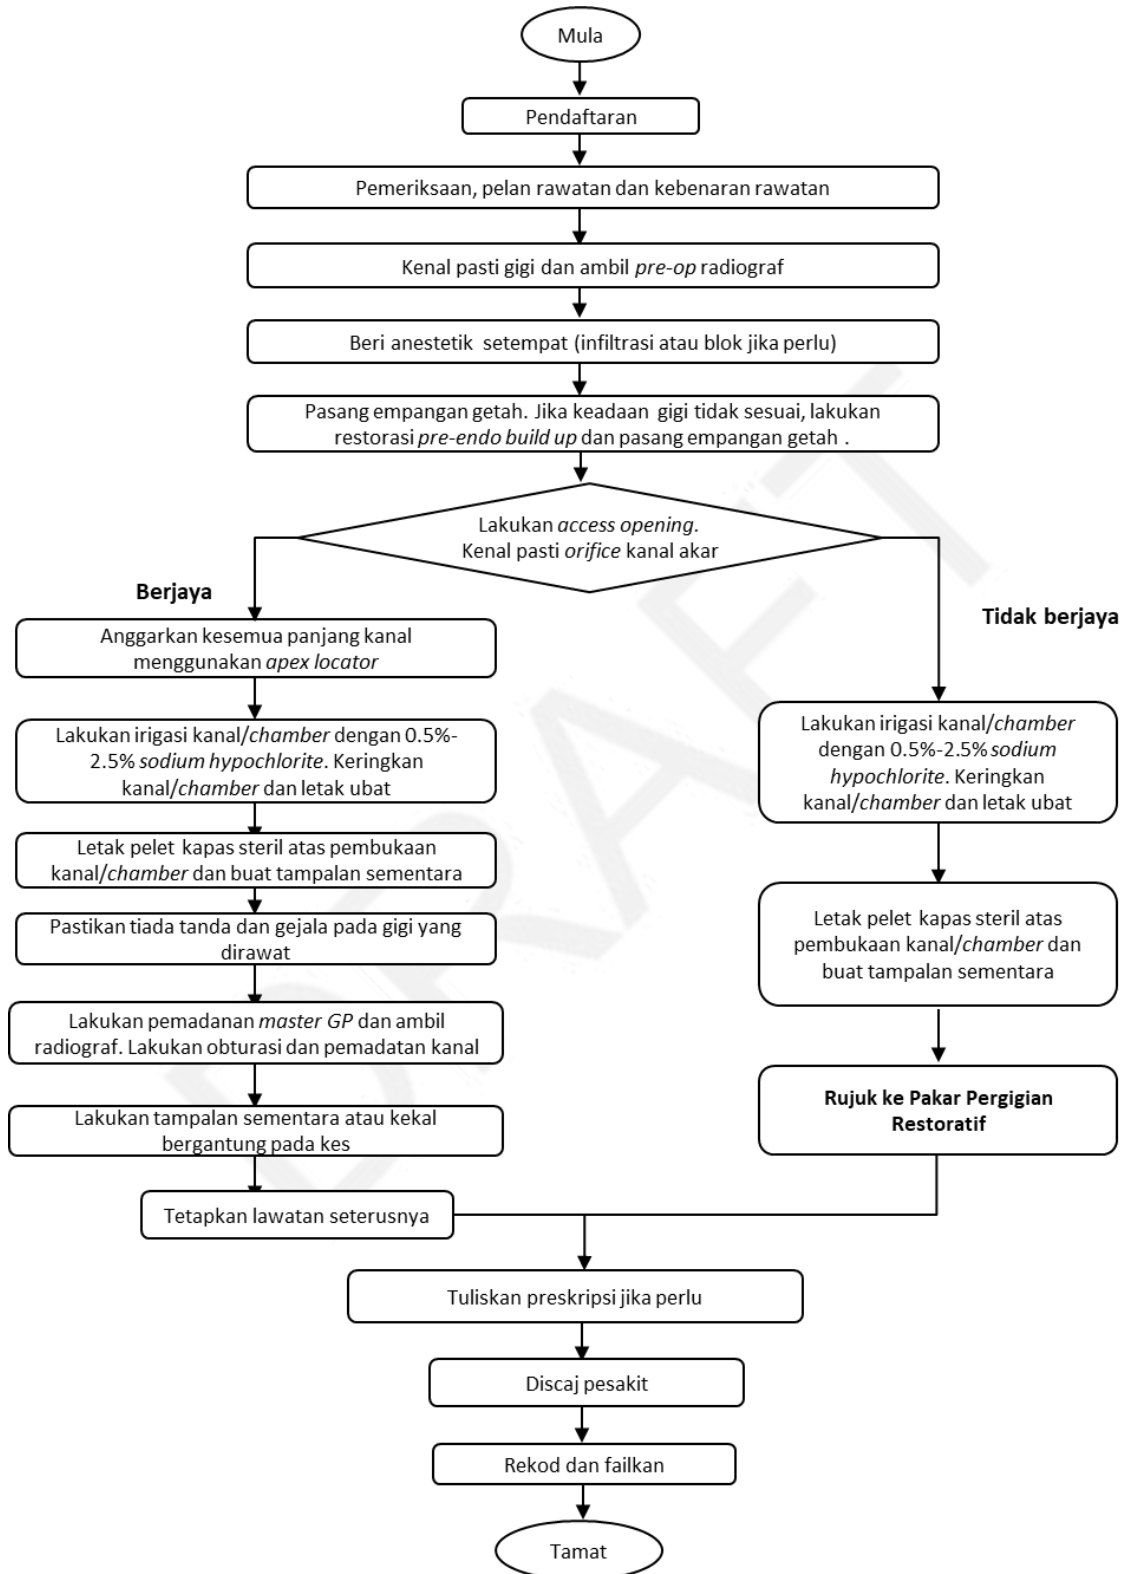 Mula
Pendaftaran
Pemeriksaan, pelan rawatan dan kebenaran rawatan
Kenal pasti gigi dan ambil pre-op radiograf
Beri anestetik setempat (infiltrasi atau blok jika perlu)
Pasang empangan getah. Jika keadaan gigi tidak sesuai, lakukan
restorasi pre-endo build up dan pasang empangan getah .
Lakukan access opening.
Kenal pasti orifice kanal akar
Berjaya
Anggarkan kesemua panjang kanal
menggunakan apex locator
Lakukan irigasi kanal/chamber dengan 0.5%-
2.5% sodium hypochlorite. Keringkan
kanal/chamber dan letak ubat
Letak pelet kapas steril atas pembukaan
kanal/chamber dan buat tampalan sementara
Pastikan tiada tanda dan gejala pada gigi yang
dirawat
Lakukan pemadanan master GP dan ambil
radiograf. Lakukan obturasi dan pemadatan kanal
Lakukan tampalan sementara atau kekal
bergantung pada kes
Tetapkan lawatan seterusnya
Tidak berjaya
Lakukan irigasi kanal/chamber
dengan 0.5%-2.5% sodium
hypochlorite. Keringkan
kanal/chamber dan letak ubat
Letak pelet kapas steril atas
pembukaan kanal/chamber dan
buat tampalan sementara
Rujuk ke Pakar Pergigian
Restoratif
Tuliskan preskripsi jika perlu
Discaj pesakit
Rekod dan failkan
Tamat
DRAFT